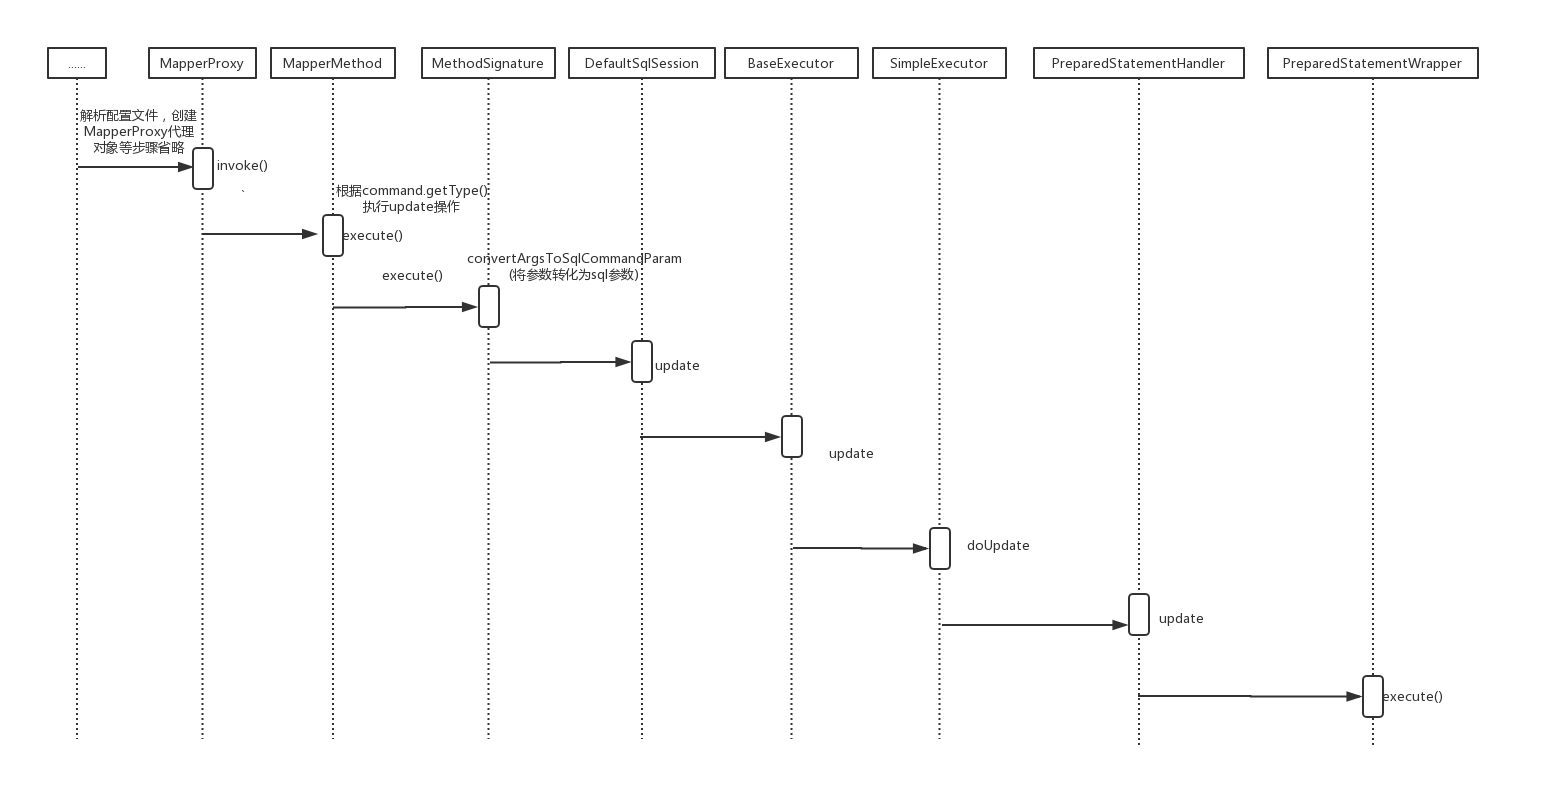 ......
MapperProxy
MapperMethod
MethodSignature
DefaultSqlSession
BaseExecutor
SimpleExecutor
PreparedStatementHandler
PreparedStatementWrapper
解析配置文件，创建
MapperProxy代理
对象等步骤省略
invoke()
、
根据command.getType()
执行update操作
execute()
convertArgsToSqlCommandParam
(将参数转化为sql参数)
execute()
update
update
doUpdate
update
execute()